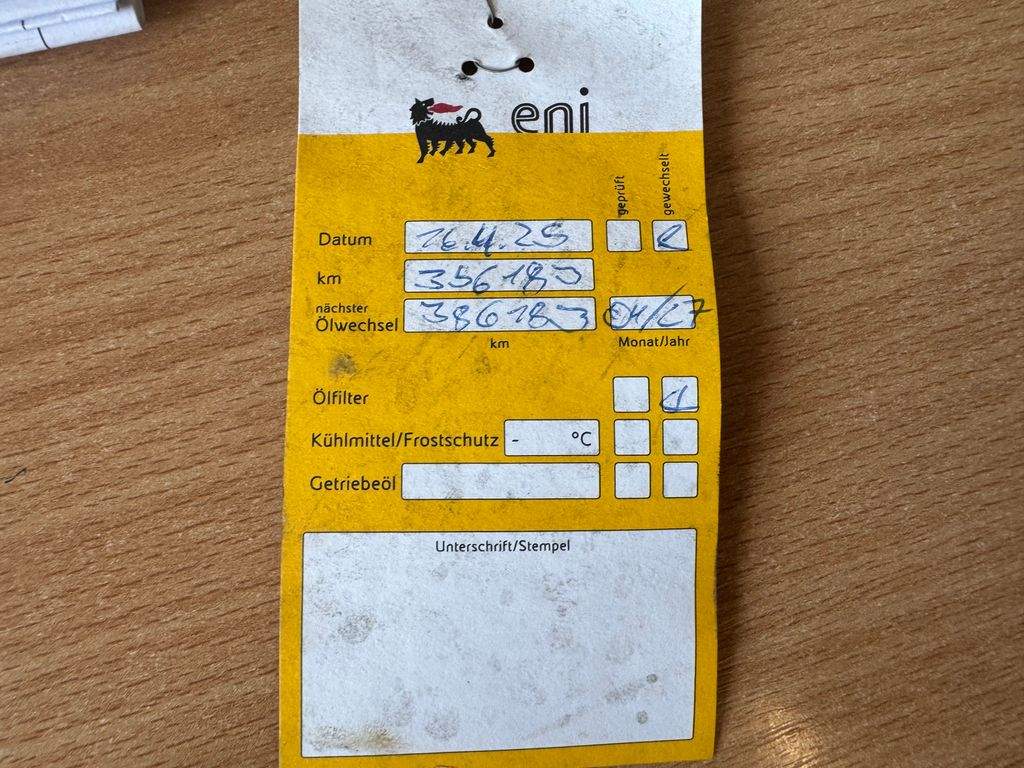 eni
geprüft gewechselt
Datum 16.4.25
km 356183
nächster
Ölwechsel 386183 04/27
km Monat/Jahr
Ölfilter
Kühlmittel/Frostschutz - °C
Getriebeöl
Unterschrift/Stempel